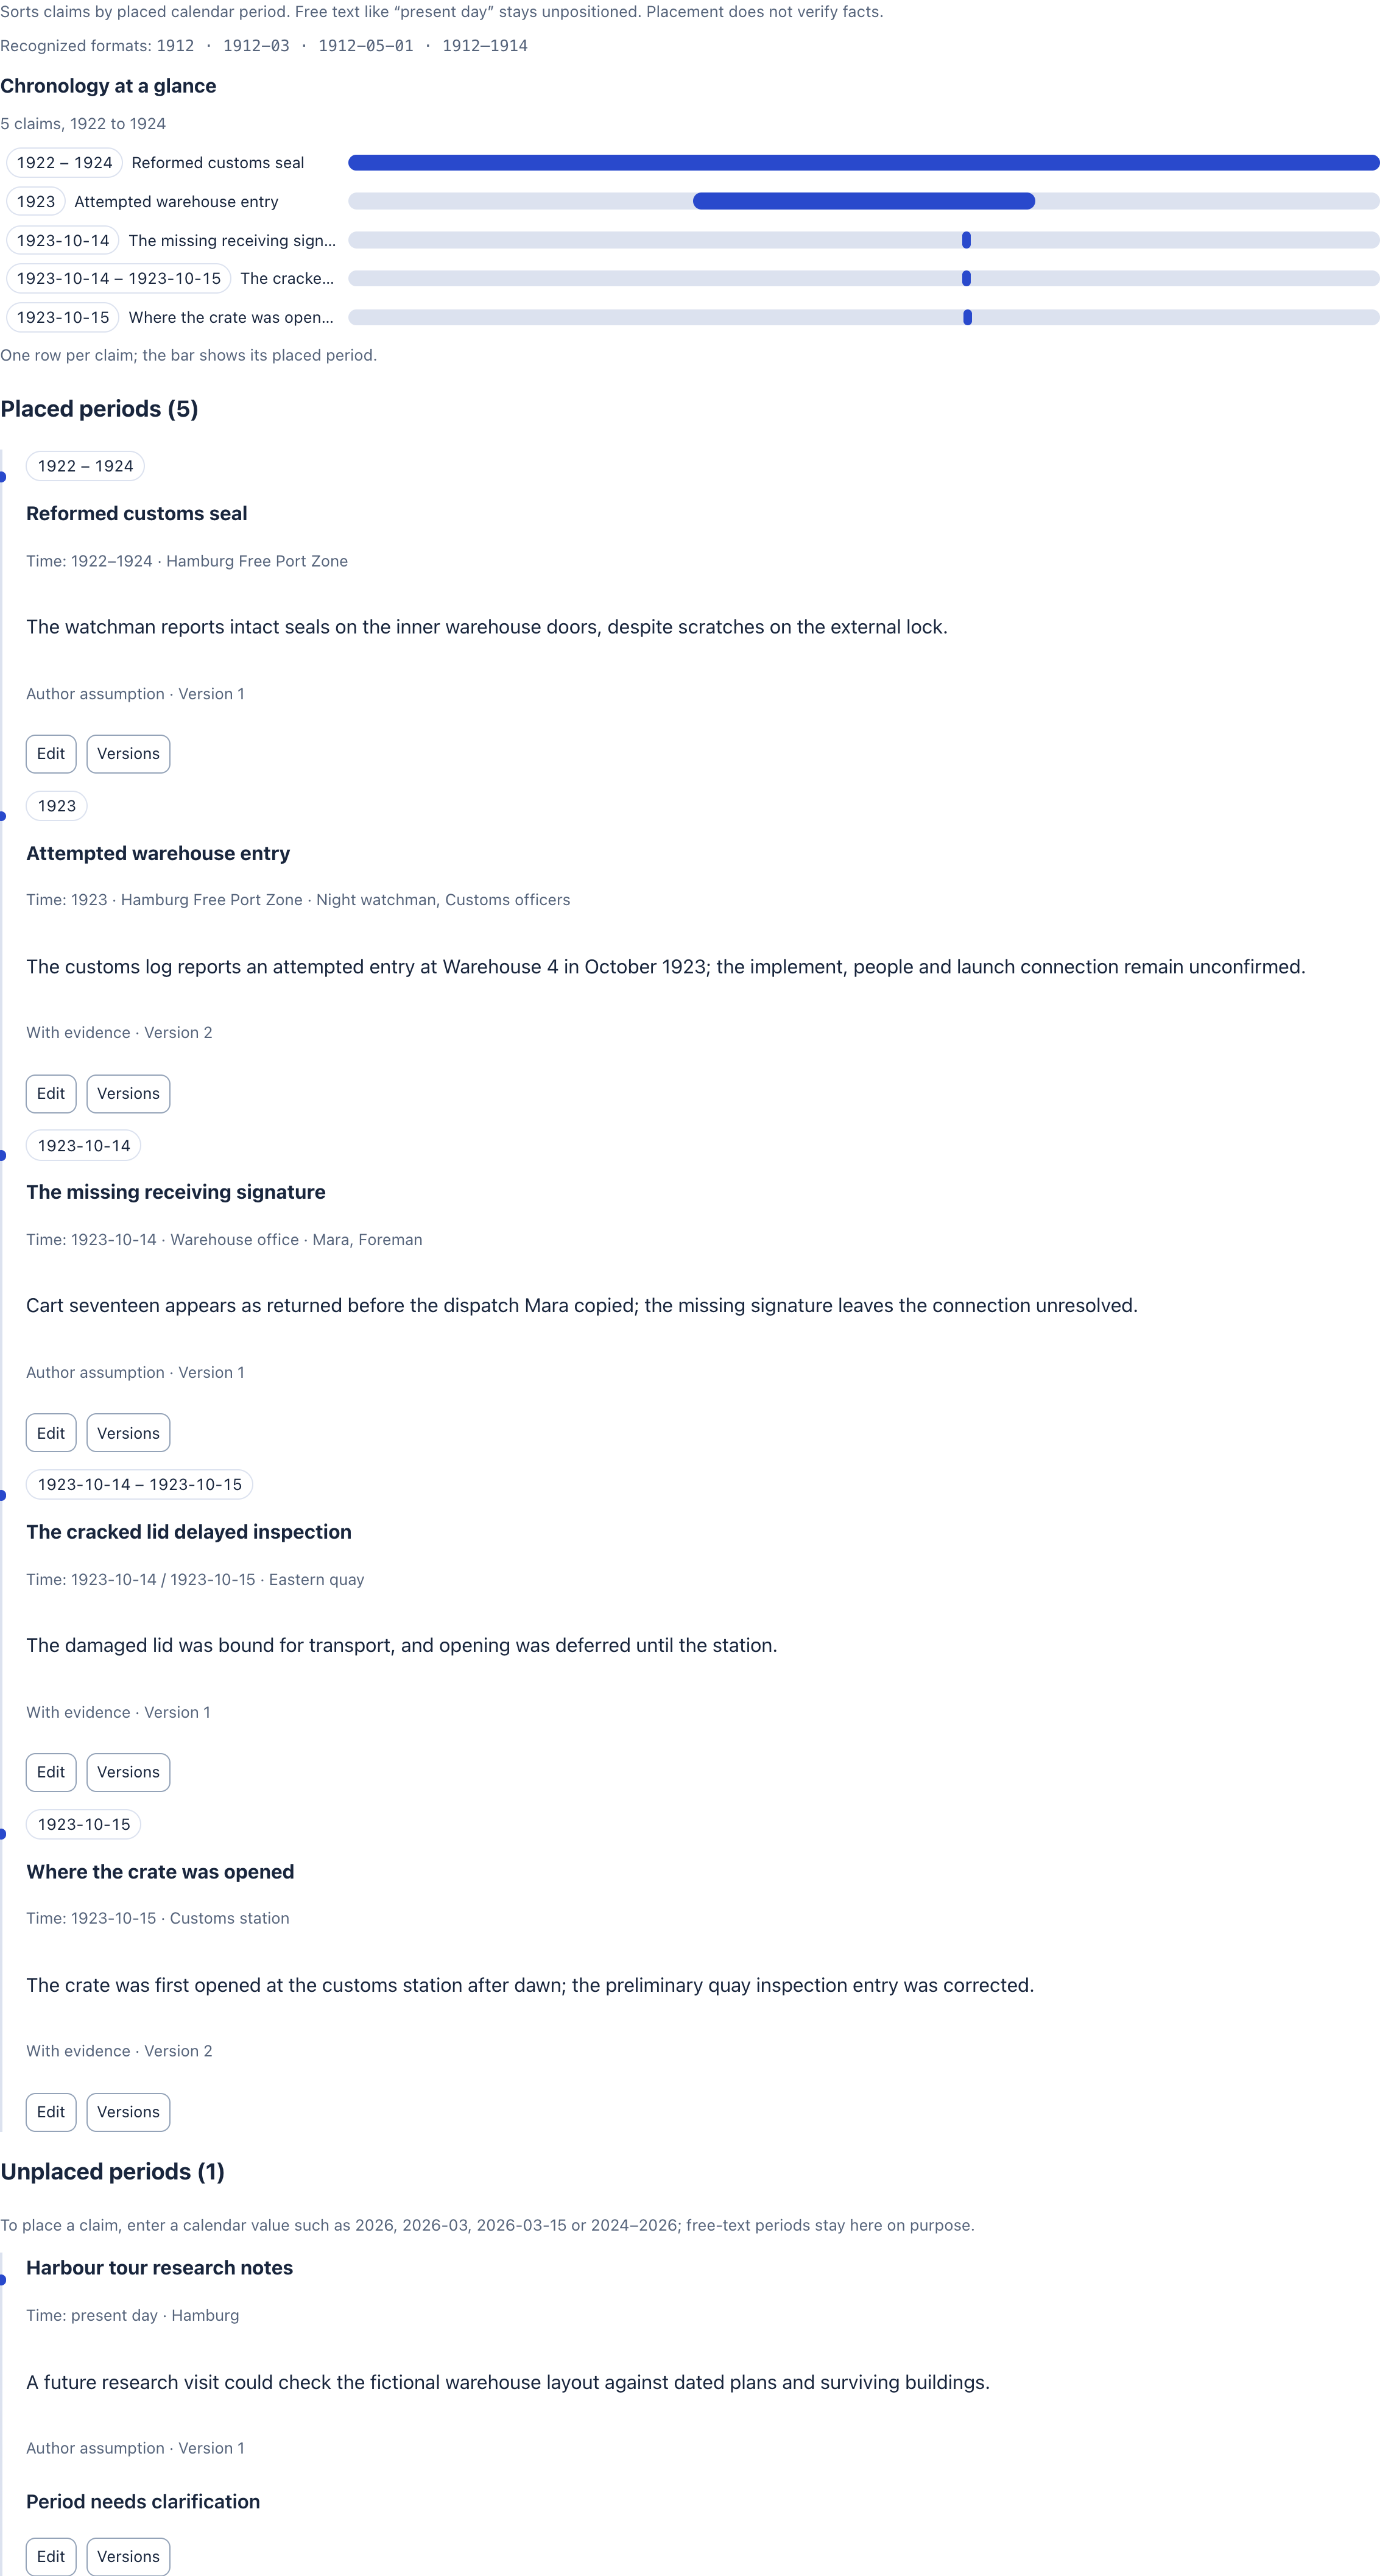 Sorts claims by placed calendar period. Free text like “present day” stays unpositioned. Placement does not verify facts.
Recognized formats: 1912 · 1912–03 · 1912–05–01 · 1912–1914
Chronology at a glance
5 claims, 1922 to 1924
1922 – 1924 Reformed customs seal
1923 Attempted warehouse entry
1923-10-14 The missing receiving sign...
1923-10-14 – 1923-10-15 The cracke...
1923-10-15 Where the crate was open...
One row per claim; the bar shows its placed period.
Placed periods (5)
1922 – 1924
Reformed customs seal
Time: 1922–1924 · Hamburg Free Port Zone
The watchman reports intact seals on the inner warehouse doors, despite scratches on the external lock.
Author assumption · Version 1
Edit Versions
1923
Attempted warehouse entry
Time: 1923 · Hamburg Free Port Zone · Night watchman, Customs officers
The customs log reports an attempted entry at Warehouse 4 in October 1923; the implement, people and launch connection remain unconfirmed.
With evidence · Version 2
Edit Versions
1923-10-14
The missing receiving signature
Time: 1923-10-14 · Warehouse office · Mara, Foreman
Cart seventeen appears as returned before the dispatch Mara copied; the missing signature leaves the connection unresolved.
Author assumption · Version 1
Edit Versions
1923-10-14 – 1923-10-15
The cracked lid delayed inspection
Time: 1923-10-14 / 1923-10-15 · Eastern quay
The damaged lid was bound for transport, and opening was deferred until the station.
With evidence · Version 1
Edit Versions
1923-10-15
Where the crate was opened
Time: 1923-10-15 · Customs station
The crate was first opened at the customs station after dawn; the preliminary quay inspection entry was corrected.
With evidence · Version 2
Edit Versions
Unplaced periods (1)
To place a claim, enter a calendar value such as 2026, 2026-03, 2026-03-15 or 2024–2026; free-text periods stay here on purpose.
Harbour tour research notes
Time: present day · Hamburg
A future research visit could check the fictional warehouse layout against dated plans and surviving buildings.
Author assumption · Version 1
Period needs clarification
Edit Versions